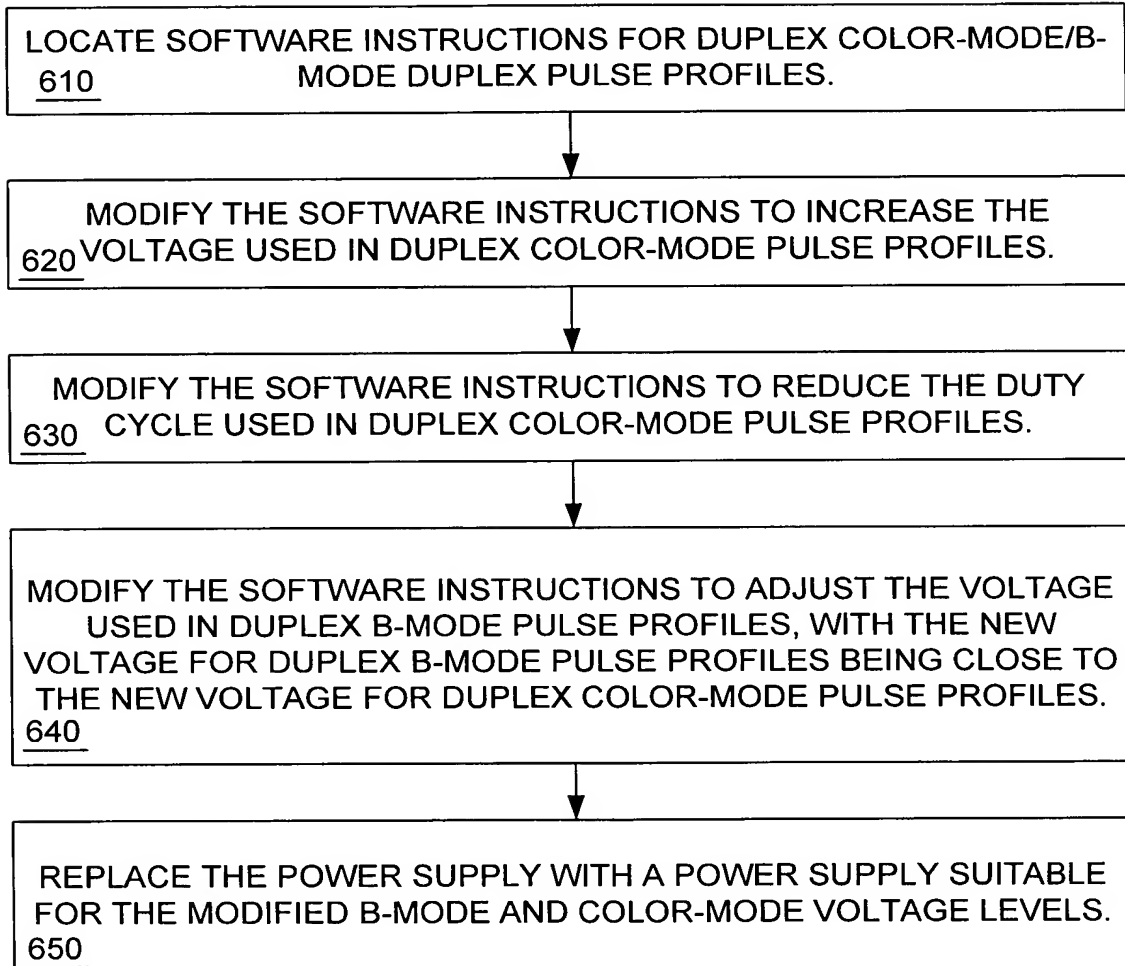 LOCATE SOFTWARE INSTRUCTIONS FOR DUPLEX COLOR-MODE/B-
610 MODE DUPLEX PULSE PROFILES.
MODIFY THE SOFTWARE INSTRUCTIONS TO INCREASE THE
620 VOLTAGE USED IN DUPLEX COLOR-MODE PULSE PROFILES.
MODIFY THE SOFTWARE INSTRUCTIONS TO REDUCE THE DUTY
630 CYCLE USED IN DUPLEX COLOR-MODE PULSE PROFILES.
MODIFY THE SOFTWARE INSTRUCTIONS TO ADJUST THE VOLTAGE
USED IN DUPLEX B-MODE PULSE PROFILES, WITH THE NEW
VOLTAGE FOR DUPLEX B-MODE PULSE PROFILES BEING CLOSE TO
THE NEW VOLTAGE FOR DUPLEX COLOR-MODE PULSE PROFILES.
640
REPLACE THE POWER SUPPLY WITH A POWER SUPPLY SUITABLE
FOR THE MODIFIED B-MODE AND COLOR-MODE VOLTAGE LEVELS.
650